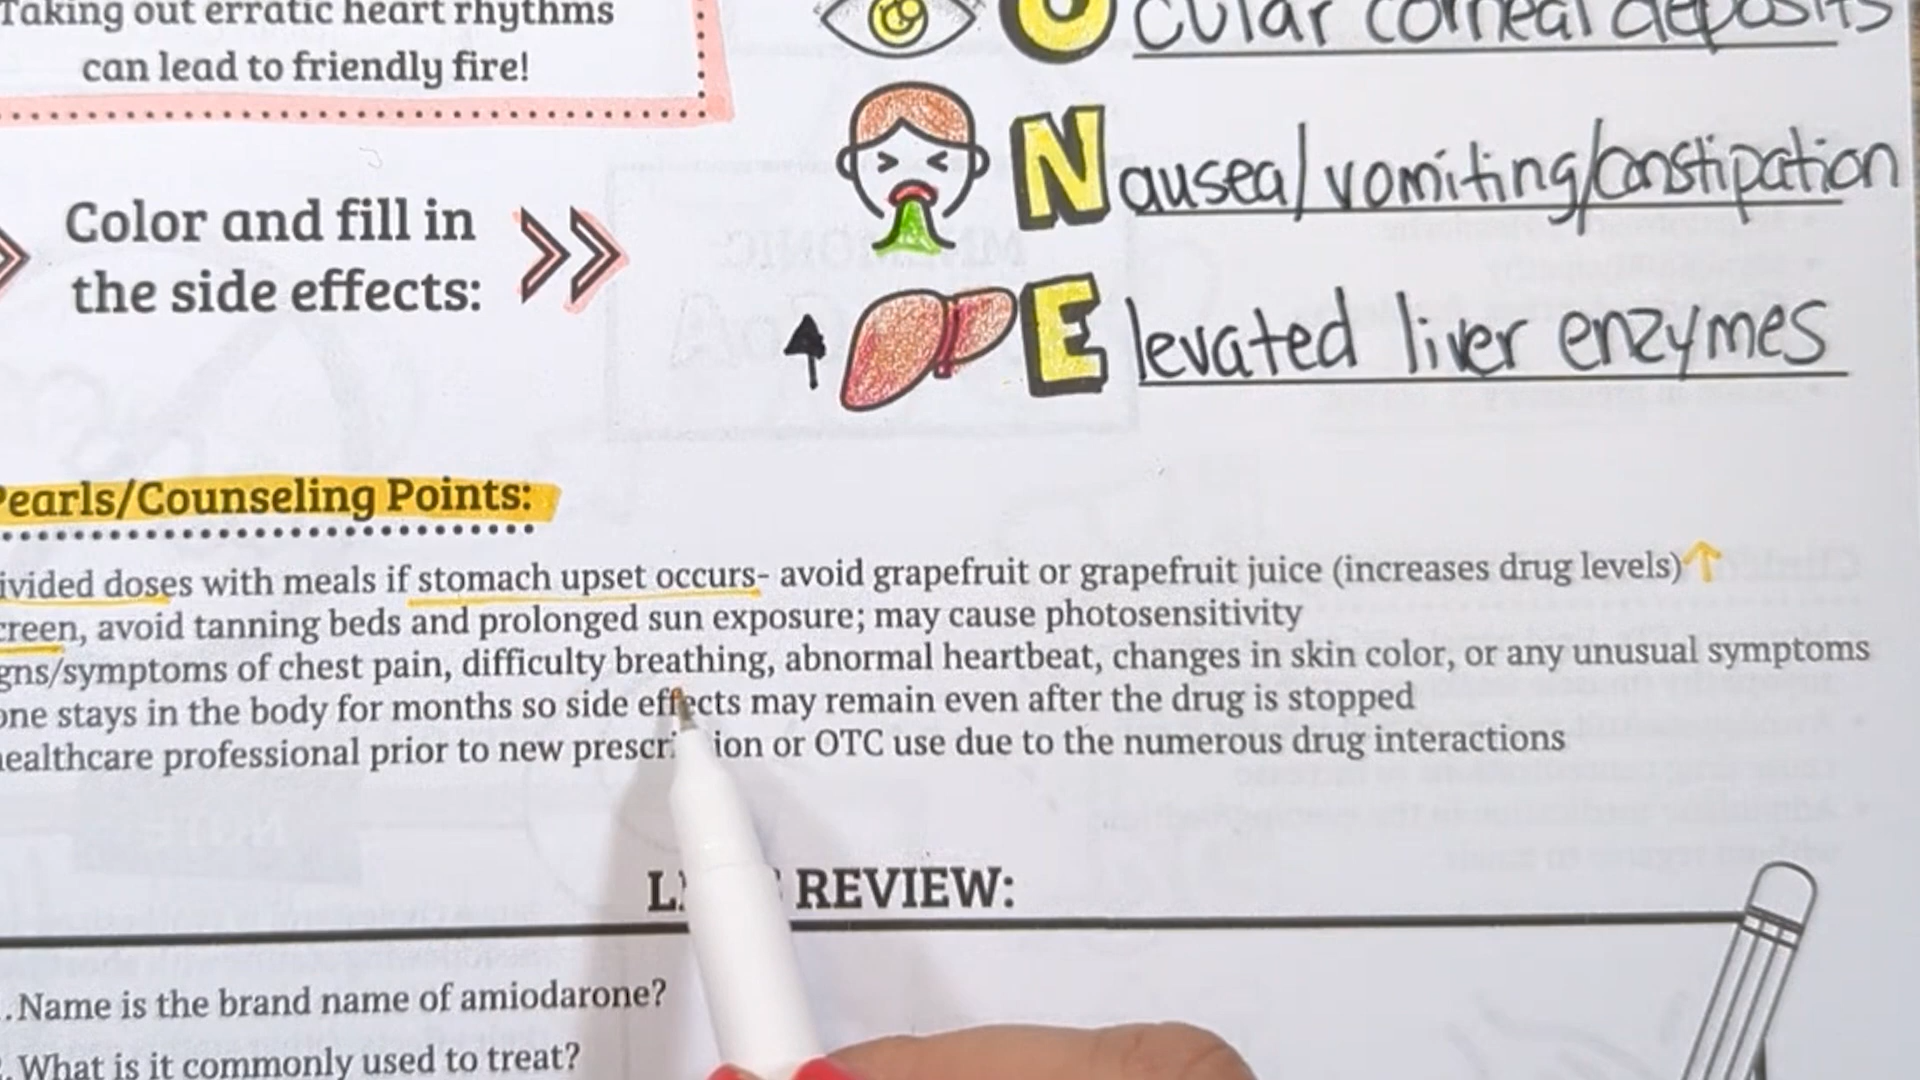 Taking out erratic heart rhythms
can lead to friendly fire!
Ocular corneal deposits
Nausea/vomiting/constipation
Color and fill in
the side effects:
Elevated liver enzymes
Pearls/Counseling Points:
ivided doses with meals if stomach upset occurs- avoid grapefruit or grapefruit juice (increases drug levels)↑
creen, avoid tanning beds and prolonged sun exposure; may cause photosensitivity
gns/symptoms of chest pain, difficulty breathing, abnormal heartbeat, changes in skin color, or any unusual symptoms
one stays in the body for months so side effects may remain even after the drug is stopped
healthcare professional prior to new prescri ion or OTC use due to the numerous drug interactions
REVIEW:
. Name is the brand name of amiodarone?
. What is it commonly used to treat?